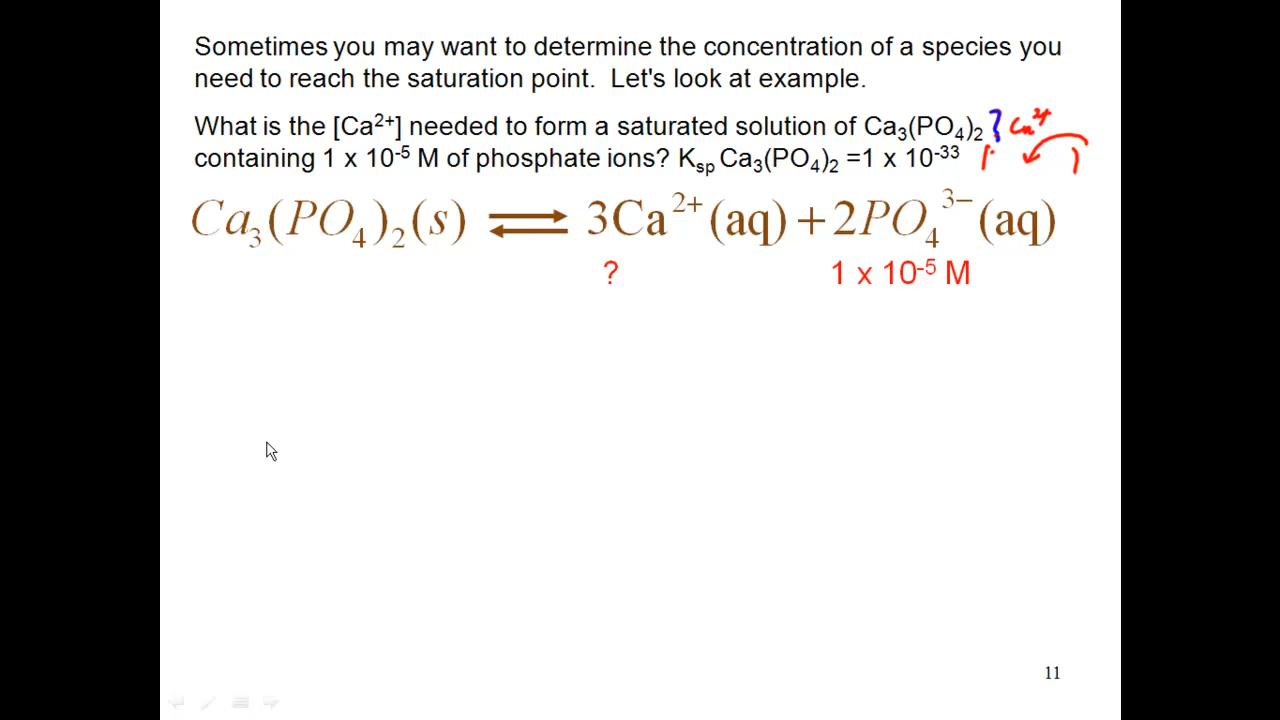 Sometimes you may want to determine the concentration of a species you
need to reach the saturation point.  Let's look at example.
What is the [Ca²⁺] needed to form a saturated solution of Ca₃(PO₄)₂ ? Ca²⁺
containing 1 x 10⁻⁵ M of phosphate ions? Ksp Ca₃(PO₄)₂ =1 x 10⁻³³
Ca₃(PO₄)₂(s) ⇌ 3Ca²⁺(aq) + 2PO₄³⁻(aq)
? 1 x 10⁻⁵ M
11